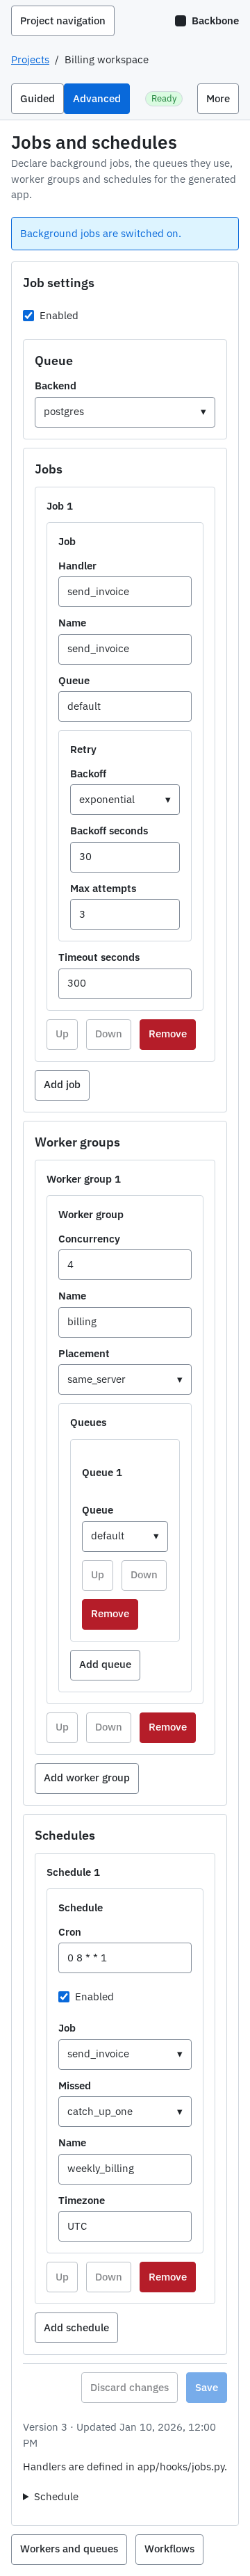 Project navigation
Backbone
Projects / Billing workspace
Guided
Advanced
Ready
More
Jobs and schedules
Declare background jobs, the queues they use,
worker groups and schedules for the generated
app.
Background jobs are switched on.
Job settings
Enabled
Queue
Backend
postgres
Jobs
Job 1
Job
Handler
send_invoice
Name
send_invoice
Queue
default
Retry
Backoff
exponential
Backoff seconds
30
Max attempts
3
Timeout seconds
300
Up
Down
Remove
Add job
Worker groups
Worker group 1
Worker group
Concurrency
4
Name
billing
Placement
same_server
Queues
Queue 1
Queue
default
Up
Down
Remove
Add queue
Up
Down
Remove
Add worker group
Schedules
Schedule 1
Schedule
Cron
0 8 * * 1
Enabled
Job
send_invoice
Missed
catch_up_one
Name
weekly_billing
Timezone
UTC
Up
Down
Remove
Add schedule
Discard changes
Save
Version 3 · Updated Jan 10, 2026, 12:00
PM
Handlers are defined in app/hooks/jobs.py.
Schedule
Workers and queues
Workflows